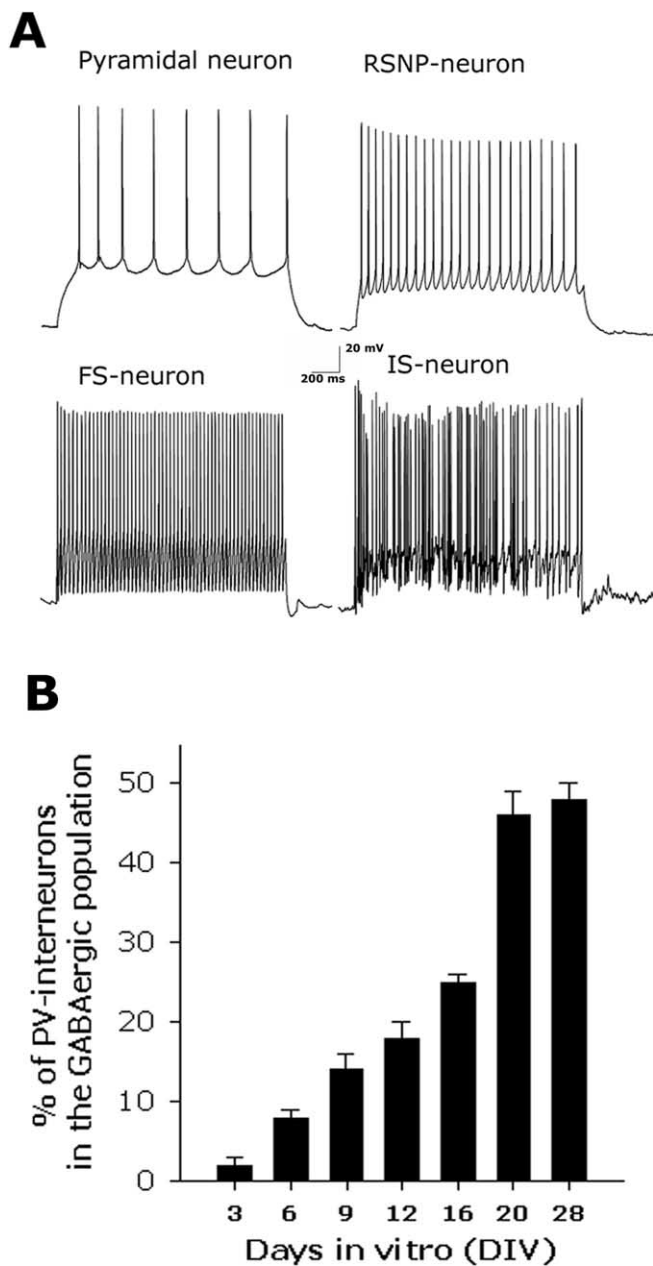 A
Pyramidal neuron
RSNP-neuron
20 mV
200 ms
FS-neuron
IS-neuron
B
% of PV-interneurons
in the GABAergic population
50
40
30
20
10
0
3 6 9 12 16 20 28
Days in vitro (DIV)